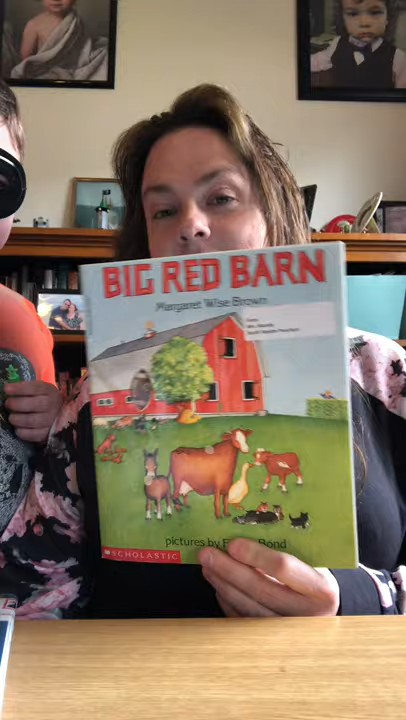 BIG RED BARN
Margaret Wise Brown
pictures by Bond
SCHOLASTIC